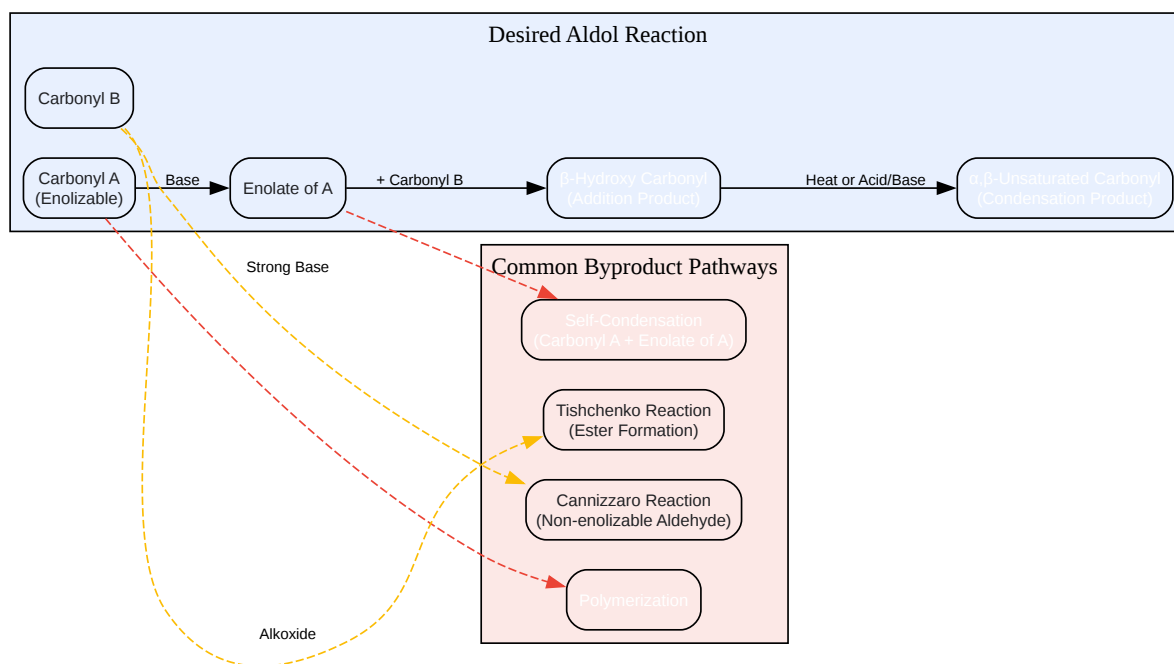 Desired Aldol Reaction
Carbonyl B
Carbonyl A
(Enolizable)
Base
Enolate of A
+ Carbonyl B
β-Hydroxy Carbonyl
(Addition Product)
Heat or Acid/Base
α,β-Unsaturated Carbonyl
(Condensation Product)
Strong Base
Common Byproduct Pathways
Self-Condensation
(Carbonyl A + Enolate of A)
Tishchenko Reaction
(Ester Formation)
Cannizzaro Reaction
(Non-enolizable Aldehyde)
Polymerization
Alkoxide